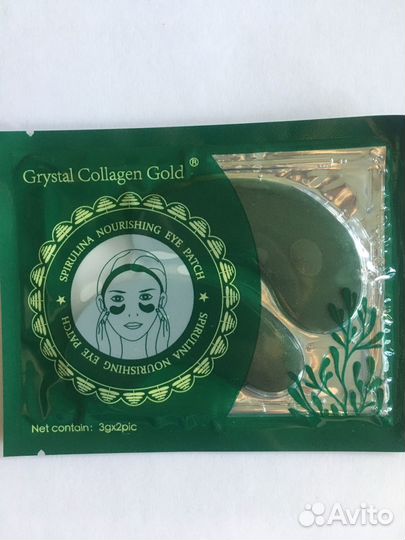 Grystal Collagen Gold ®
★ SPIRULINA NOURISHING EYE PATCH ★
SPIRULINA NOURISHING EYE PATCH
Net contain: 3gx2pic
Avito